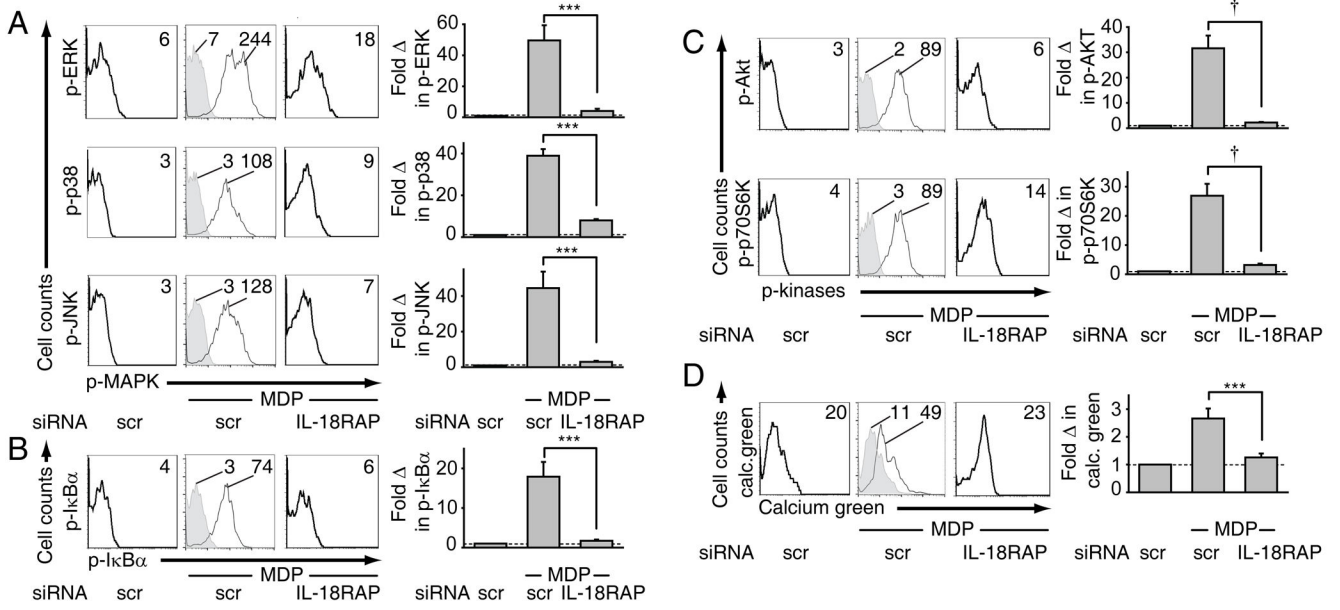 A
p-ERK
6
7 244
18
Fold Δ
in p-ERK
60
40
20
0
***
p-p38
3
3 108
9
Fold Δ
in p-p38
40
20
0
***
Cell counts
p-JNK
3
3 128
7
Fold Δ
in p-JNK
40
20
0
***
p-MAPK
MDP
MDP
siRNA scr scr IL-18RAP siRNA scr scr IL-18RAP
B
Cell counts
p-IκBα
4
3 74
6
Fold Δ
in p-IκBα
20
10
0
***
p-IκBα
MDP
MDP
siRNA scr scr IL-18RAP siRNA scr scr IL-18RAP
C
p-Akt
3
2 89
6
Fold Δ
in p-AKT
40
30
20
10
0
†
Cell counts
p-p70S6K
4
3 89
14
Fold Δ in
p-p70S6K
30
20
10
0
†
p-kinases
MDP
MDP
siRNA scr scr IL-18RAP siRNA scr scr IL-18RAP
D
Cell counts
calc.green
20
11 49
23
Fold Δ in
calc. green
3
2
1
0
***
Calcium green
MDP
MDP
siRNA scr scr IL-18RAP siRNA scr scr IL-18RAP